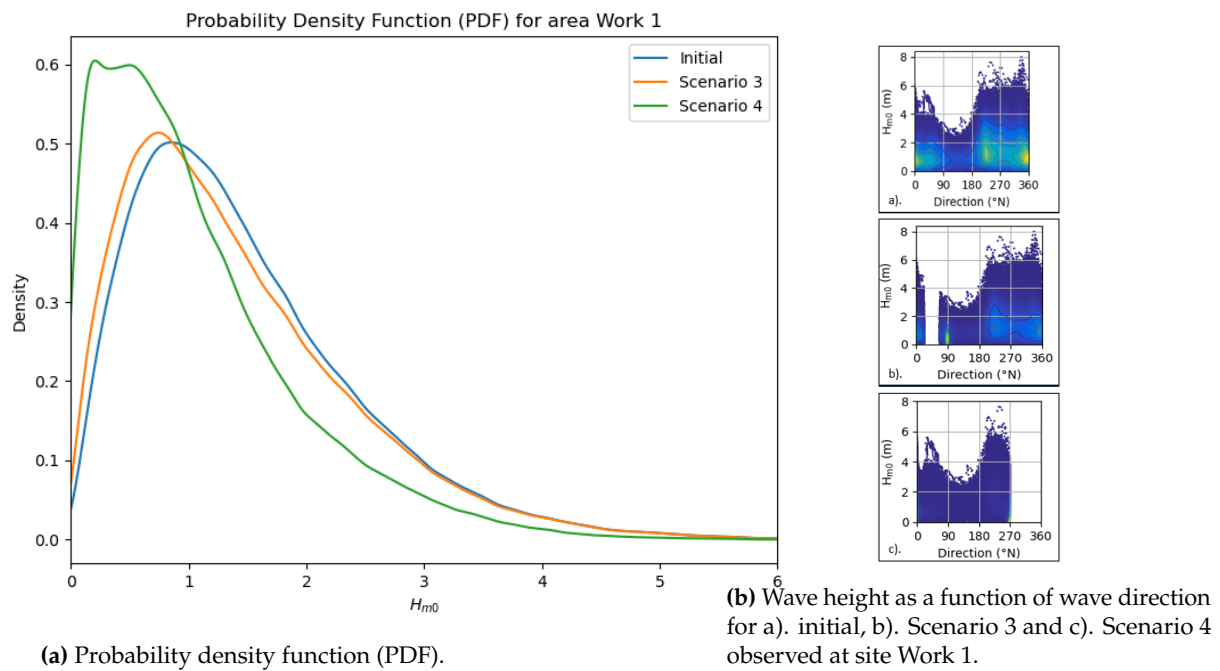 Probability Density Function (PDF) for area Work 1
Initial
Scenario 3
Scenario 4
Density
0.6
0.5
0.4
0.3
0.2
0.1
0.0
0 1 2 3 4 5 6
Hm0
(a) Probability density function (PDF).
Hm0 (m)
8
6
4
2
0
0 90 180 270 360
a). Direction (°N)
Hm0 (m)
8
6
4
2
0
0 90 180 270 360
b). Direction (°N)
Hm0 (m)
8
6
4
2
0
0 90 180 270 360
c). Direction (°N)
(b) Wave height as a function of wave direction
for a). initial, b). Scenario 3 and c). Scenario 4
observed at site Work 1.